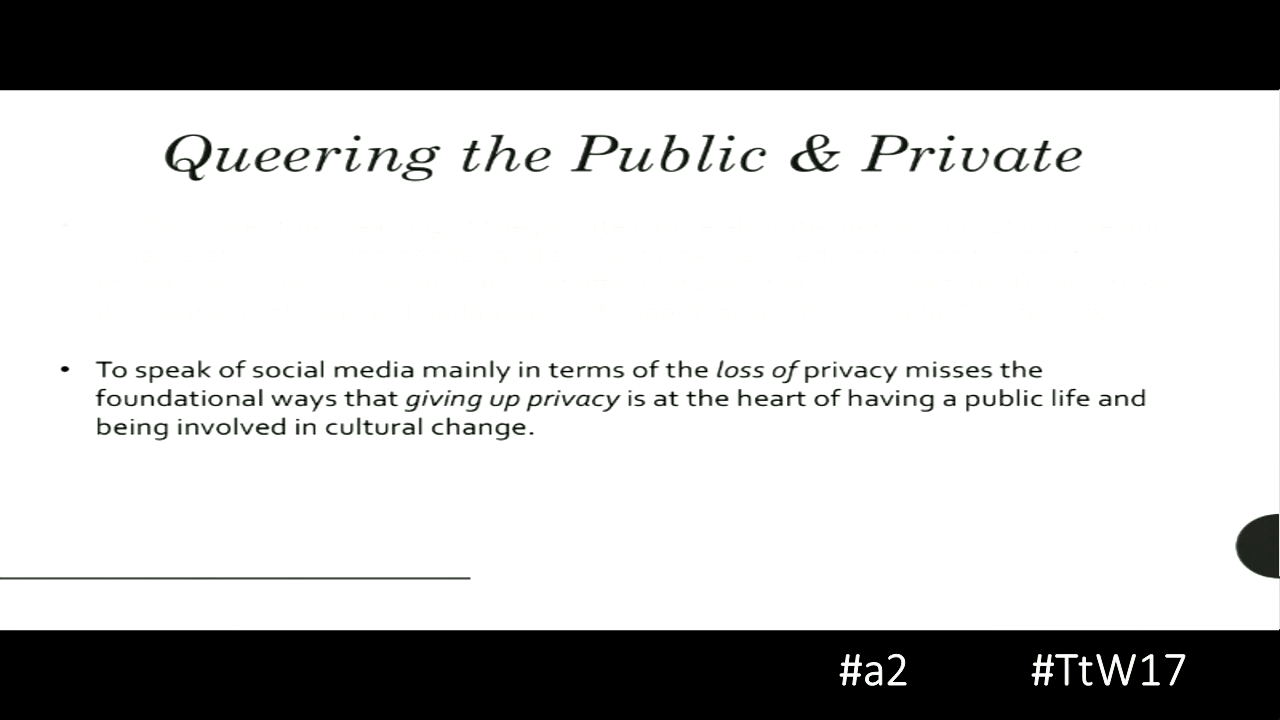 Queering the Public & Private
• To speak of social media mainly in terms of the loss of privacy misses the
foundational ways that giving up privacy is at the heart of having a public life and
being involved in cultural change.
#a2 #TtW17